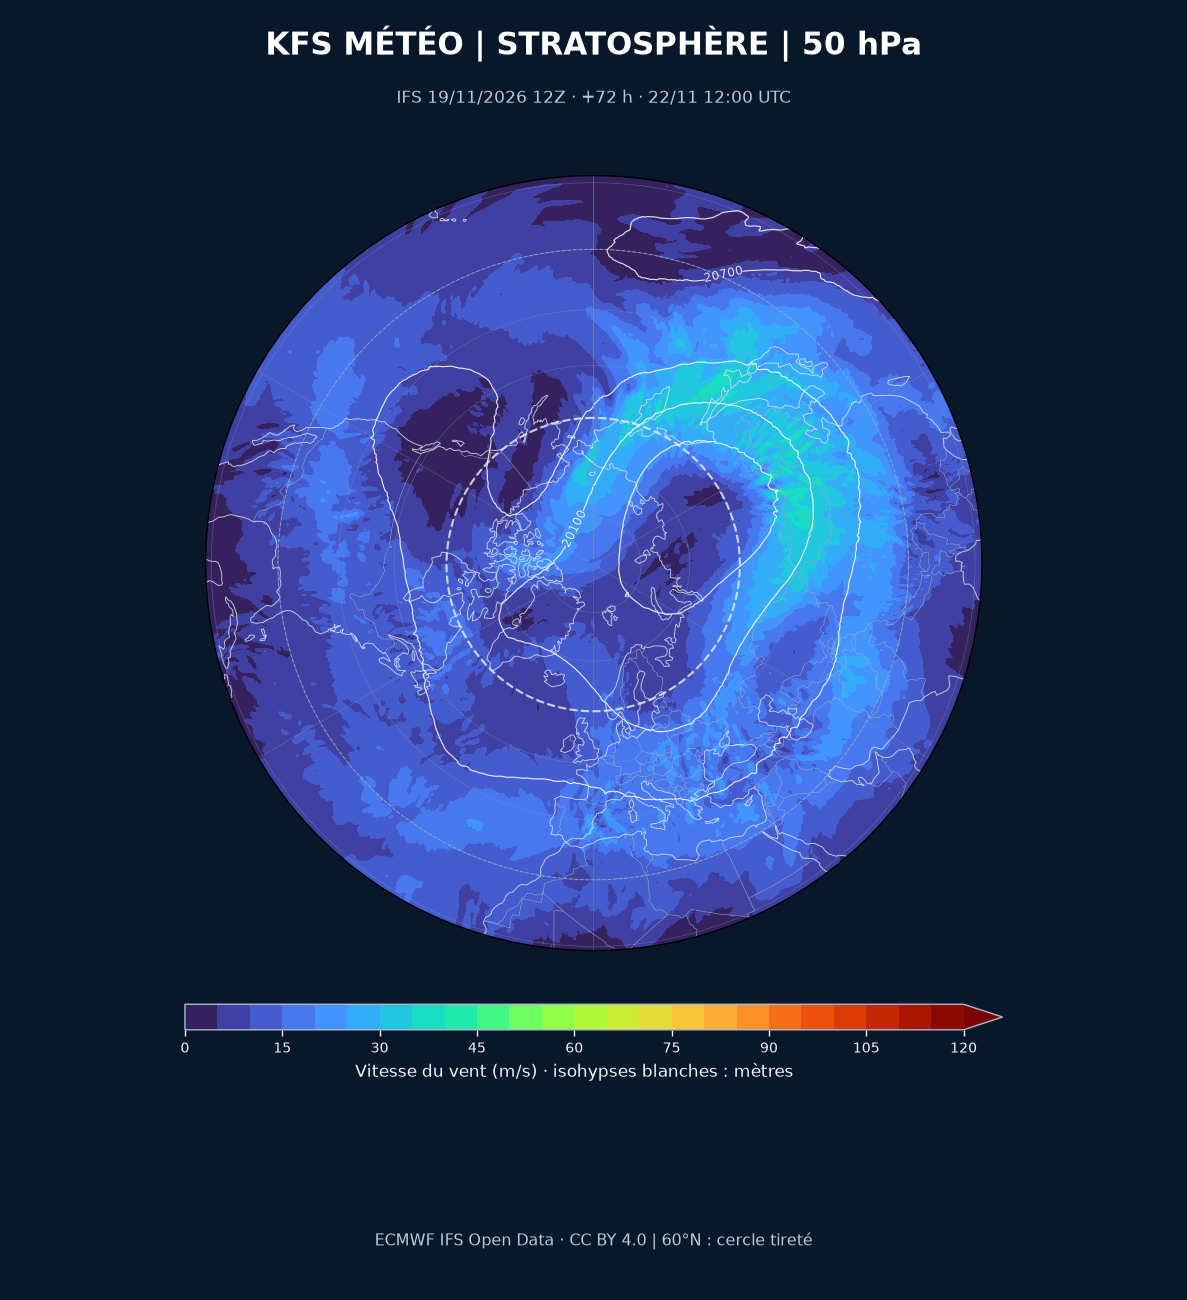 KFS MÉTÉO | STRATOSPHÈRE | 50 hPa
IFS 19/11/2026 12Z · +72 h · 22/11 12:00 UTC
20700
20100
0 15 30 45 60 75 90 105 120
Vitesse du vent (m/s) · isohypses blanches : mètres
ECMWF IFS Open Data · CC BY 4.0 | 60°N : cercle tireté